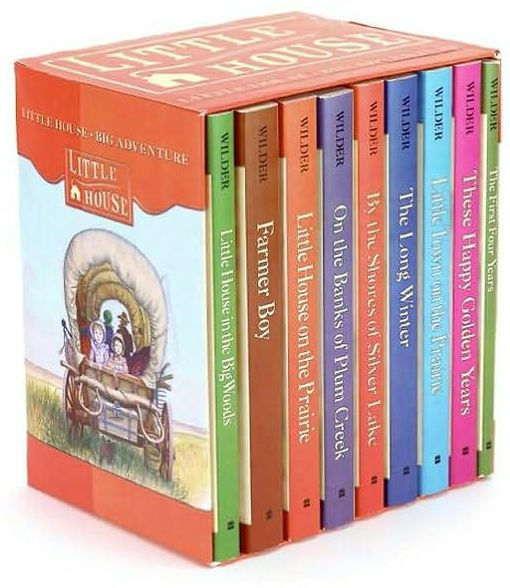 LITTLE
HOUSE
LITTLE HOUSE • BIG ADVENTURE
LITTLE
HOUSE
WILDER
Little House in the Big Woods
WILDER
Farmer Boy
WILDER
Little House on the Prairie
WILDER
On the Banks of Plum Creek
WILDER
By the Shores of Silver Lake
WILDER
The Long Winter
WILDER
Little Town on the Prairie
WILDER
These Happy Golden Years
WILDER
The First Four Years